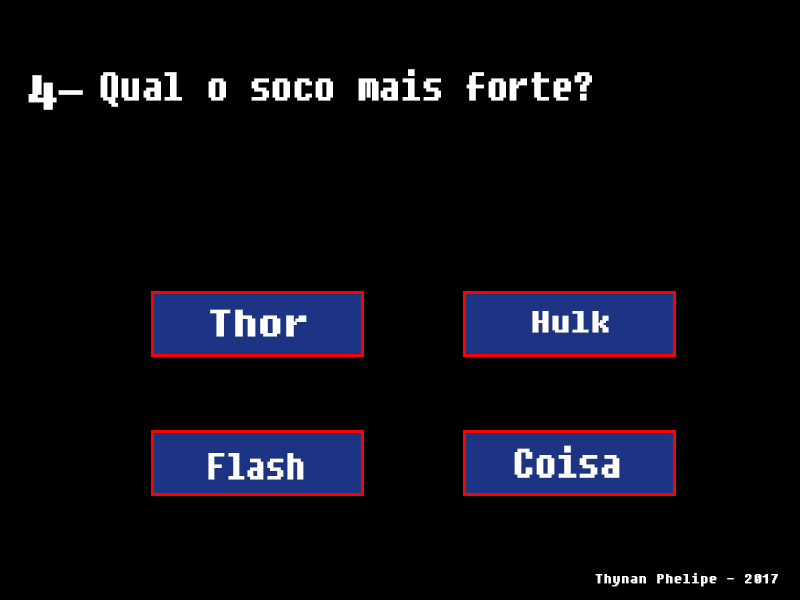 4- Qual o soco mais forte?
Thor
Hulk
Flash
Coisa
Thynan Phelipe - 2017